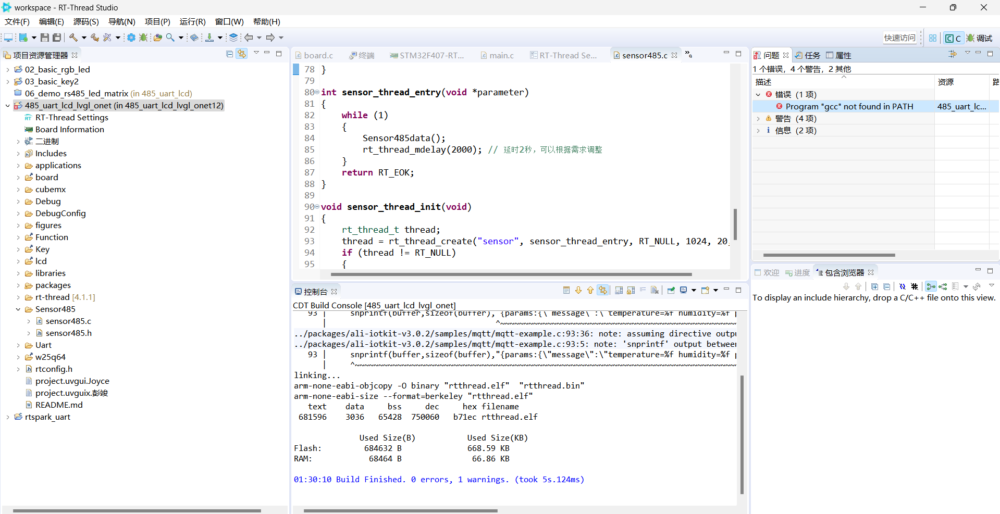 workspace - RT-Thread Studio
文件(F) 编辑(E) 源码(S) 导航(N) 项目(P) 运行(R) 窗口(W) 帮助(H)
快速访问 C 调试
项目资源管理器
02_basic_rgb_led
03_basic_key2
06_demo_rs485_led_matrix (in 485_uart_lcd)
485_uart_lcd_lvgl_onet (in 485_uart_lcd_lvgl_onet12)
RT-Thread Settings
Board Information
二进制
Includes
applications
board
cubemx
Debug
DebugConfig
figures
Function
Key
lcd
libraries
packages
rt-thread [4.1.1]
Sensor485
sensor485.c
sensor485.h
Uart
w25q64
rtconfig.h
project.uvgui.Joyce
project.uvguix.彭竣
README.md
rtspark_uart
board.c 终端 STM32F407-RT... main.c RT-Thread Se... sensor485.c
78 }
79
80 int sensor_thread_entry(void *parameter)
81 {
82 while (1)
83 {
84 Sensor485data();
85 rt_thread_mdelay(2000); // 延时2秒，可以根据需求调整
86 }
87 return RT_EOK;
88 }
89
90 void sensor_thread_init(void)
91 {
92 rt_thread_t thread;
93 thread = rt_thread_create("sensor", sensor_thread_entry, RT_NULL, 1024, 20,
94 if (thread != RT_NULL)
95 {
控制台
CDT Build Console [485_uart_lcd_lvgl_onet]
93 | snprintf(buffer,sizeof(buffer),"{params:{\"message\":\"temperature=%f humidity=%f p
| ^~~~~~~~~~~~~~~~~~~~~~~~~~~~~~~~~~~~~~~~~~~~~~~~~~~
../packages/ali-iotkit-v3.0.2/samples/mqtt/mqtt-example.c:93:36: note: assuming directive outpu
../packages/ali-iotkit-v3.0.2/samples/mqtt/mqtt-example.c:93:5: note: 'snprintf' output between
93 | snprintf(buffer,sizeof(buffer),"{params:{\"message\":\"temperature=%f humidity=%f p
| ^~~~~~~~~~~~~~~~~~~~~~~~~~~~~~~~~~~~~~~~~~~~~~~~~~~~~~~~~~~~~~~~~~~~~~~~~~~~~~~~~~
linking...
arm-none-eabi-objcopy -O binary "rtthread.elf" "rtthread.bin"
arm-none-eabi-size --format=berkeley "rtthread.elf"
text data bss dec hex filename
681596 3036 65428 750060 b71ec rtthread.elf
Used Size(B) Used Size(KB)
Flash: 684632 B 668.59 KB
RAM: 68464 B 66.86 KB
01:30:10 Build Finished. 0 errors, 1 warnings. (took 5s.124ms)
问题 任务 属性
1 个错误，4 个警告，2 其他
描述 资源 路
错误 (1 项)
Program "gcc" not found in PATH 485_uart_lc...
警告 (4 项)
信息 (2 项)
欢迎 进度 包含浏览器
To display an include hierarchy, drop a C/C++ file onto this view.